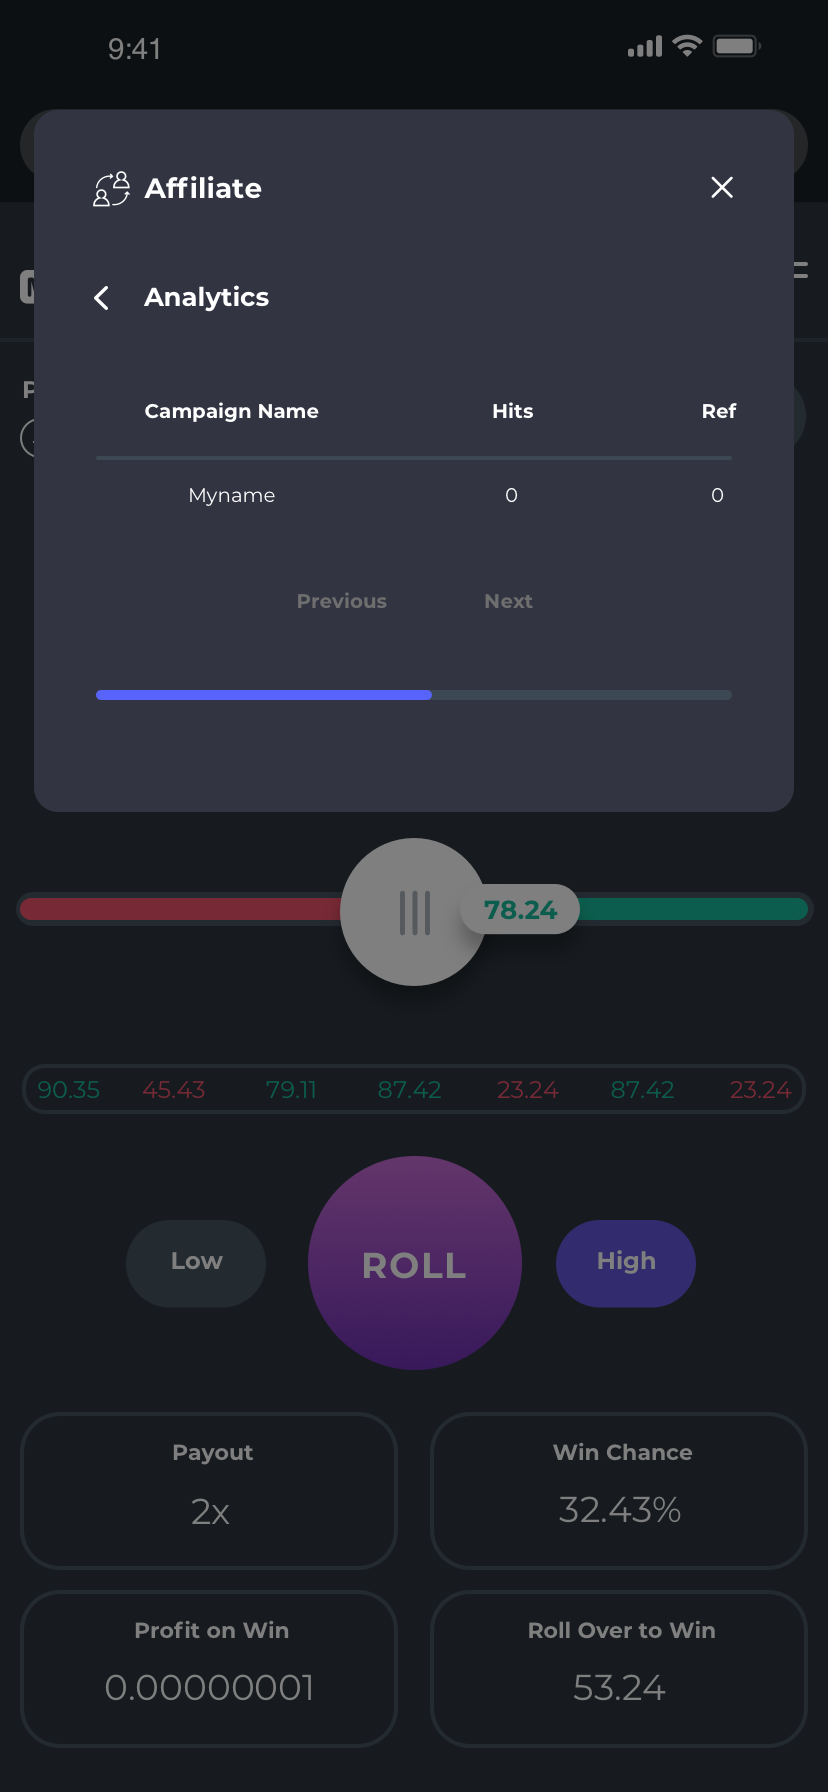 9:41
Affiliate
Analytics
Campaign Name Hits Ref
Myname 0 0
Previous Next
78.24
90.35 45.43 79.11 87.42 23.24 87.42 23.24
Low ROLL High
Payout Win Chance
2x 32.43%
Profit on Win Roll Over to Win
0.00000001 53.24